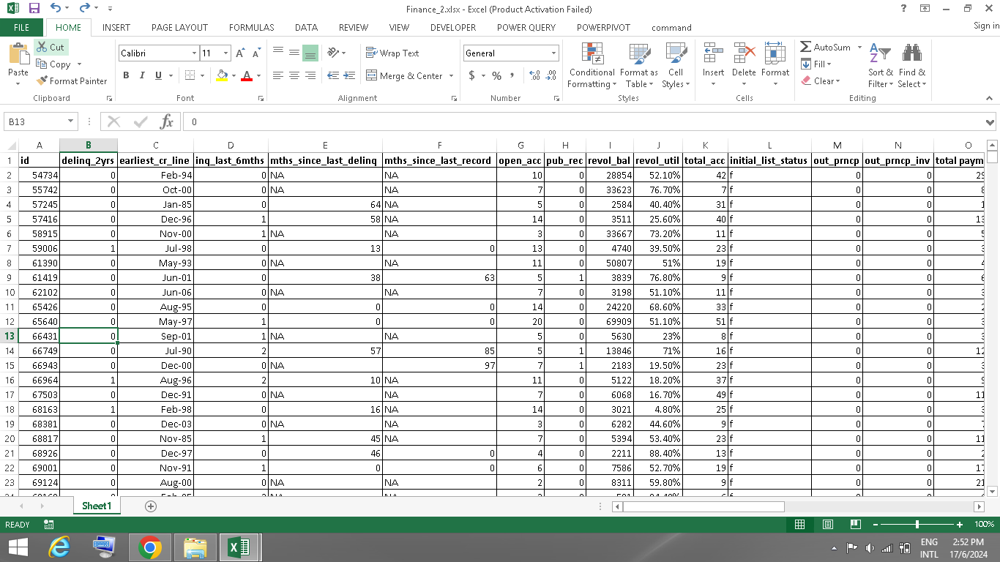 Finance_2.xlsx - Excel (Product Activation Failed)
FILE HOME INSERT PAGE LAYOUT FORMULAS DATA REVIEW VIEW DEVELOPER POWER QUERY POWERPIVOT command Sign in
Cut
Copy
Format Painter
Paste
Calibri 11
B I U A
Wrap Text
Merge & Center
General
$ % ,
Conditional Formatting
Format as Table
Cell Styles
Insert
Delete
Format
AutoSum
Fill
Clear
Sort & Filter
Find & Select
Clipboard Font Alignment Number Styles Cells Editing
B13 fx 0
A B C D E F G H I J K L M N O
1 id delinq_2yrs earliest_cr_line inq_last_6mths mths_since_last_delinq mths_since_last_record open_acc pub_rec revol_bal revol_util total_acc initial_list_status out_prncp out_prncp_inv total paym
2 54734 0 Feb-94 0 NA NA 10 0 28854 52.10% 42 f 0 0 29
3 55742 0 Oct-00 0 NA NA 7 0 33623 76.70% 7 f 0 0 8
4 57245 0 Jan-85 0 64 NA 5 0 2584 40.40% 31 f 0 0 1
5 57416 0 Dec-96 1 58 NA 14 0 3511 25.60% 40 f 0 0 13
6 58915 0 Nov-00 1 NA NA 3 0 33667 73.20% 11 f 0 0 5
7 59006 1 Jul-98 0 13 0 13 0 4740 39.50% 23 f 0 0 3
8 61390 0 May-93 0 NA NA 11 0 50807 51% 19 f 0 0 4
9 61419 0 Jun-01 0 38 63 5 1 3839 76.80% 9 f 0 0 6
10 62102 0 Jun-06 0 NA NA 7 0 3198 51.10% 11 f 0 0 3
11 65426 0 Aug-95 0 0 0 14 0 24220 68.60% 33 f 0 0 2
12 65640 0 May-97 1 0 0 20 0 69909 51.10% 51 f 0 0 3
13 66431 0 Sep-01 1 NA NA 5 0 5630 23% 8 f 0 0 3
14 66749 0 Jul-90 2 57 85 5 1 13846 71% 16 f 0 0 12
15 66943 0 Dec-00 0 NA 97 7 1 2183 19.50% 23 f 0 0 3
16 66964 1 Aug-96 2 10 NA 11 0 5122 18.20% 37 f 0 0 9
17 67503 0 Dec-91 0 NA NA 7 0 6068 16.70% 49 f 0 0 11
18 68163 1 Feb-98 0 16 NA 14 0 3021 4.80% 25 f 0 0 3
19 68381 0 Dec-03 0 NA NA 3 0 6282 44.60% 9 f 0 0 7
20 68817 0 Nov-85 1 45 NA 7 0 5394 53.40% 23 f 0 0 11
21 68926 0 Dec-97 0 46 0 4 0 2211 88.40% 13 f 0 0 2
22 69001 0 Nov-91 1 0 0 6 0 7586 52.70% 19 f 0 0 17
23 69124 0 Aug-00 0 NA NA 2 0 8311 59.80% 9 f 0 0 21
Sheet1
READY 100%
ENG 2:52 PM
INTL 17/6/2024